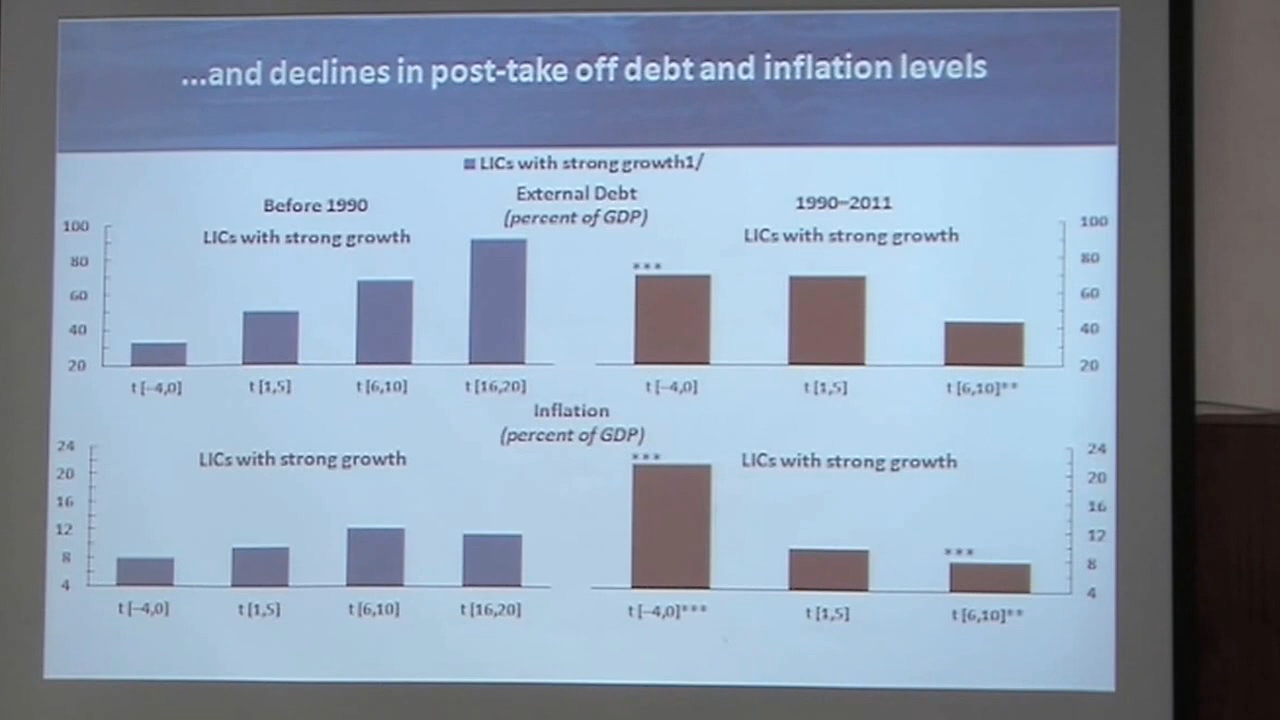 ...and declines in post-take off debt and inflation levels
LICs with strong growth1/
External Debt
(percent of GDP)
Before 1990
1990–2011
LICs with strong growth
LICs with strong growth
100
80
60
40
20
***
100
80
60
40
20
t [–4,0] t [1,5] t [6,10] t [16,20]
t [–4,0] t [1,5] t [6,10]**
Inflation
(percent of GDP)
LICs with strong growth
LICs with strong growth
24
20
16
12
8
4
***
***
24
20
16
12
8
4
t [–4,0] t [1,5] t [6,10] t [16,20]
t [–4,0]*** t [1,5] t [6,10]**